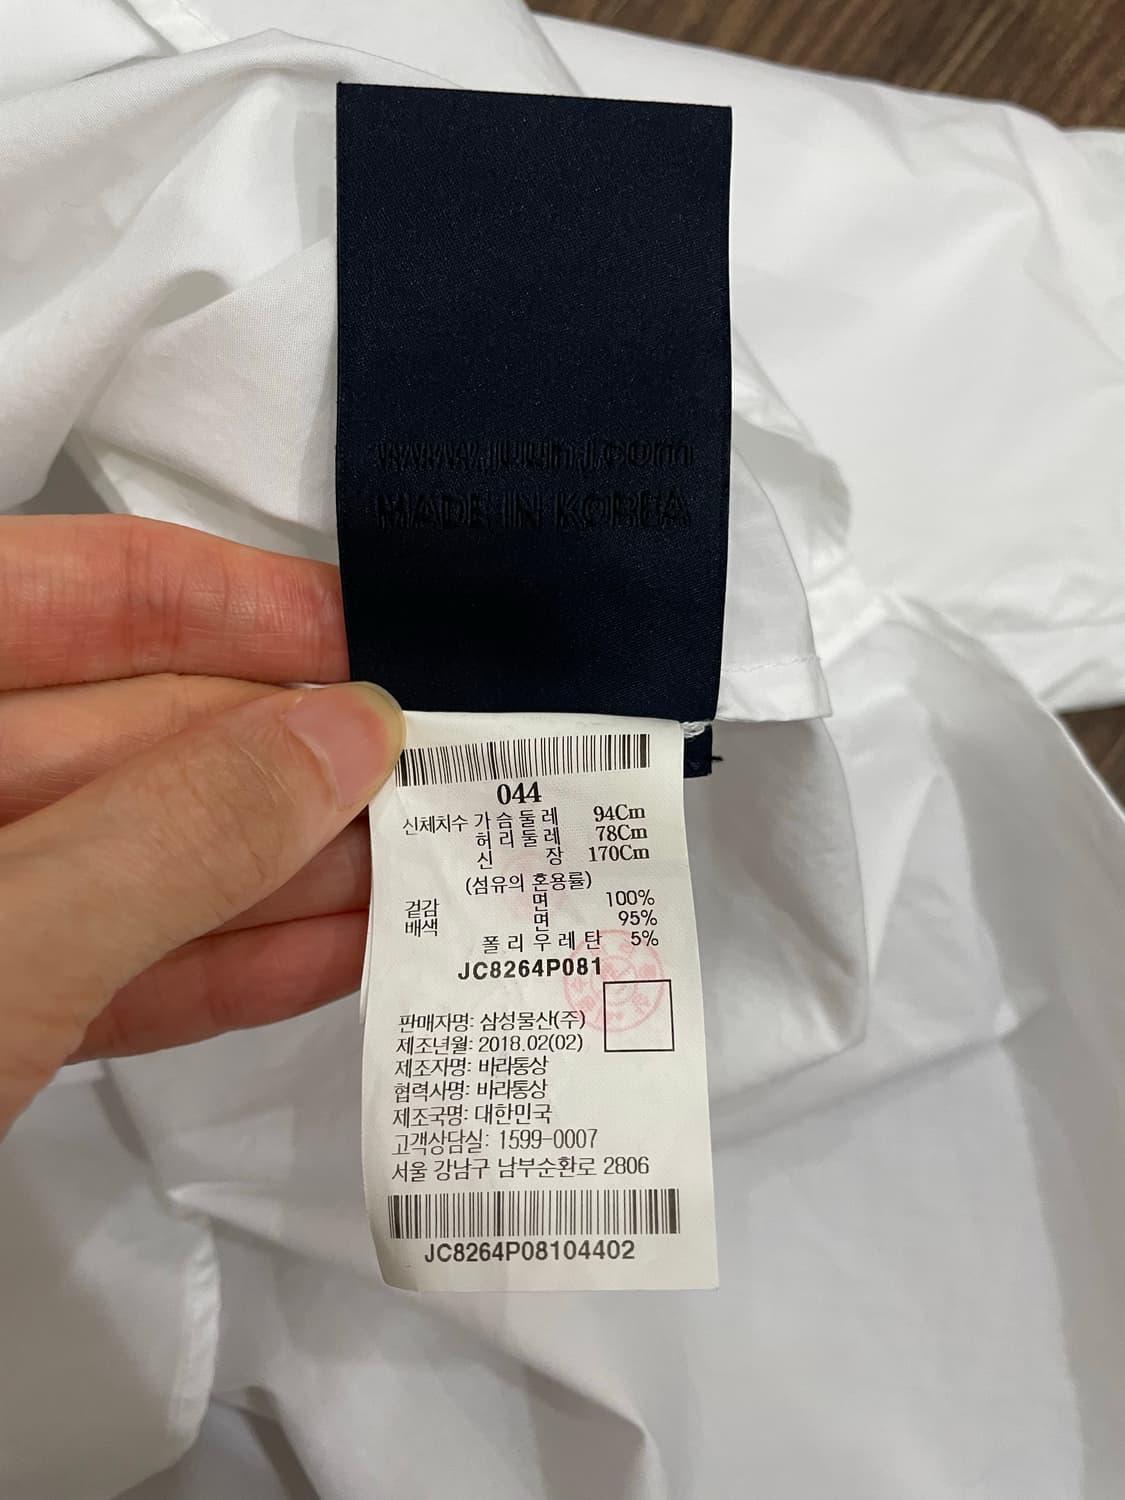 www.juunj.com
MADE IN KOREA
044
신체치수 가슴둘레 94Cm
허리둘레 78Cm
신 장 170Cm
(섬유의 혼용률)
겉감 면 100%
배색 면 95%
폴리우레탄 5%
JC8264P081
판매자명: 삼성물산(주)
제조년월: 2018.02(02)
제조자명: 바라통상
협력사명: 바라통상
제조국명: 대한민국
고객상담실: 1599-0007
서울 강남구 남부순환로 2806
JC8264P08104402